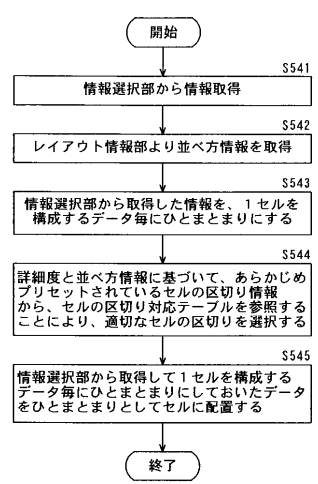 開始
S541
情報選択部から情報取得
S542
レイアウト情報部より並べ方情報を取得
S543
情報選択部から取得した情報を、1セルを
構成するデータ毎にひとまとまりにする
S544
詳細度と並べ方情報に基づいて、あらかじめ
プリセットされているセルの区切り情報
から、セルの区切り対応テーブルを参照する
ことにより、適切なセルの区切りを選択する
S545
情報選択部から取得して1セルを構成する
データ毎にひとまとまりにしておいたデータ
をひとまとまりとしてセルに配置する
終了